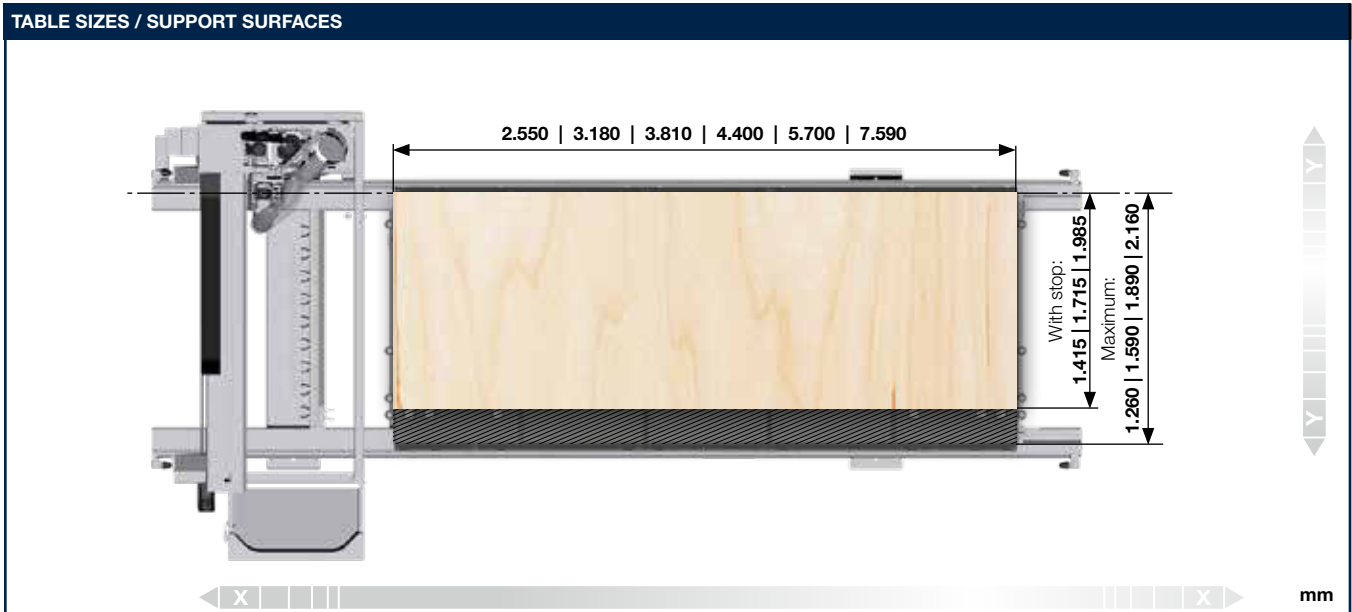 TABLE SIZES / SUPPORT SURFACES
2.550 | 3.180 | 3.810 | 4.400 | 5.700 | 7.590
With stop:
1.415 | 1.715 | 1.985
Maximum:
1.260 | 1.590 | 1.890 | 2.160
Y
Y
X
X
mm